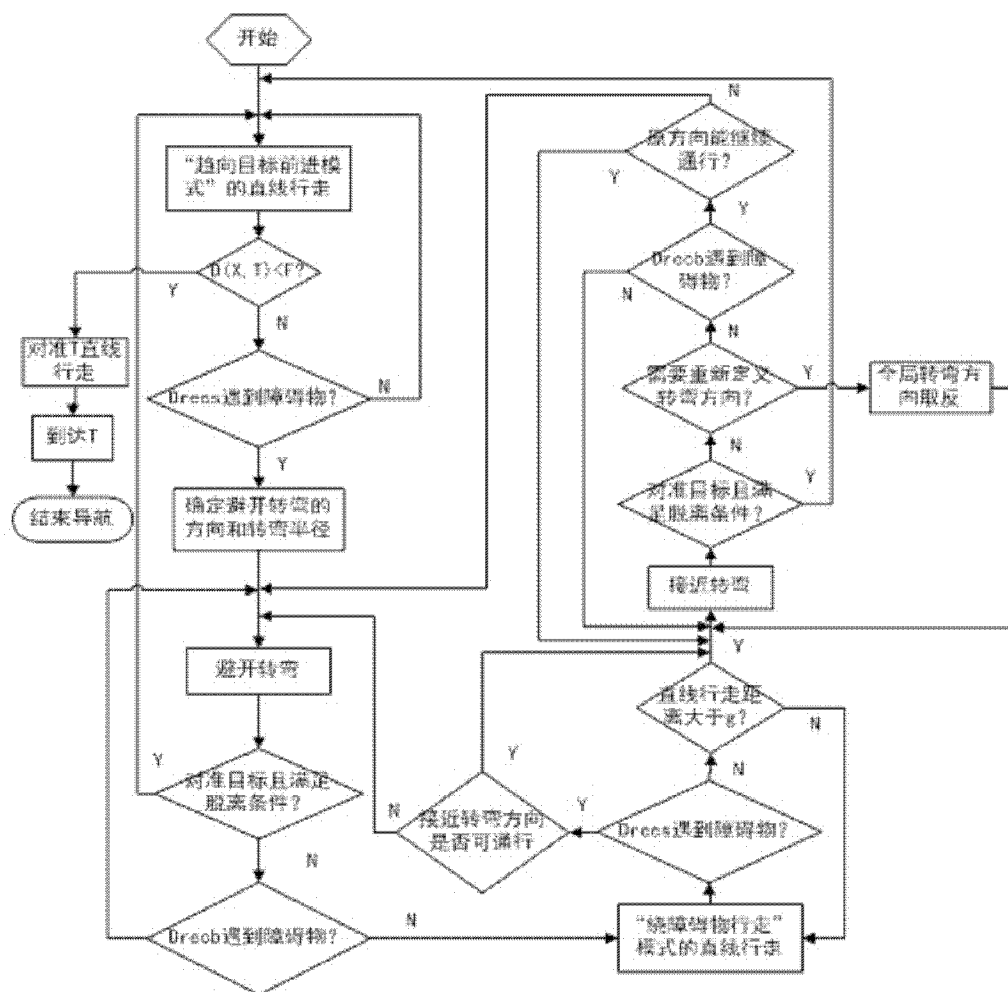 开始
“趋向目标前进模
式”的直线行走
D(X,T)<F?
Y
N
对准T直线
行走
到达T
结束导航
Drecs遇到障碍物?
N
Y
确定避开转弯的
方向和转弯半径
避开转弯
Y
对准目标且满足
脱离条件?
N
Drecb遇到障碍物?
N
N
原方向能继续
通行?
Y
Y
Drecb遇到障
碍物?
N
N
需要重新定义
转弯方向?
Y
全局转弯方
向取反
N
对准目标且满
足脱离条件?
Y
接近转弯
Y
直线行走距
离大于g?
N
Y
N
接近转弯方向
是否可通行
N
Y
Drecs遇到障碍物?
“绕障碍物行走”
模式的直线行走